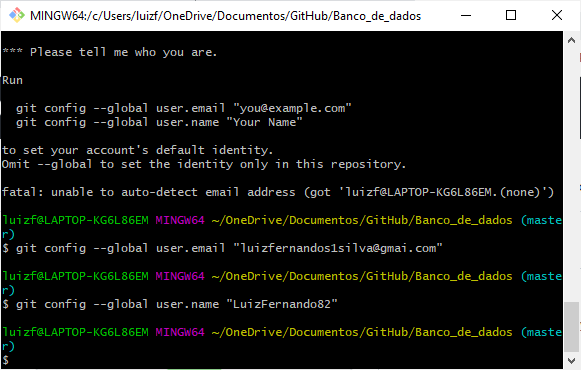 MINGW64:/c/Users/luizf/OneDrive/Documentos/GitHub/Banco_de_dados
*** Please tell me who you are.
Run
git config --global user.email "you@example.com"
git config --global user.name "Your Name"
to set your account's default identity.
Omit --global to set the identity only in this repository.
fatal: unable to auto-detect email address (got 'luizf@LAPTOP-KG6L86EM.(none)')
luizf@LAPTOP-KG6L86EM MINGW64 ~/OneDrive/Documentos/GitHub/Banco_de_dados (maste
r)
$ git config --global user.email "luizfernandos1silva@gmai.com"
luizf@LAPTOP-KG6L86EM MINGW64 ~/OneDrive/Documentos/GitHub/Banco_de_dados (maste
r)
$ git config --global user.name "LuizFernando82"
luizf@LAPTOP-KG6L86EM MINGW64 ~/OneDrive/Documentos/GitHub/Banco_de_dados (maste
r)
$